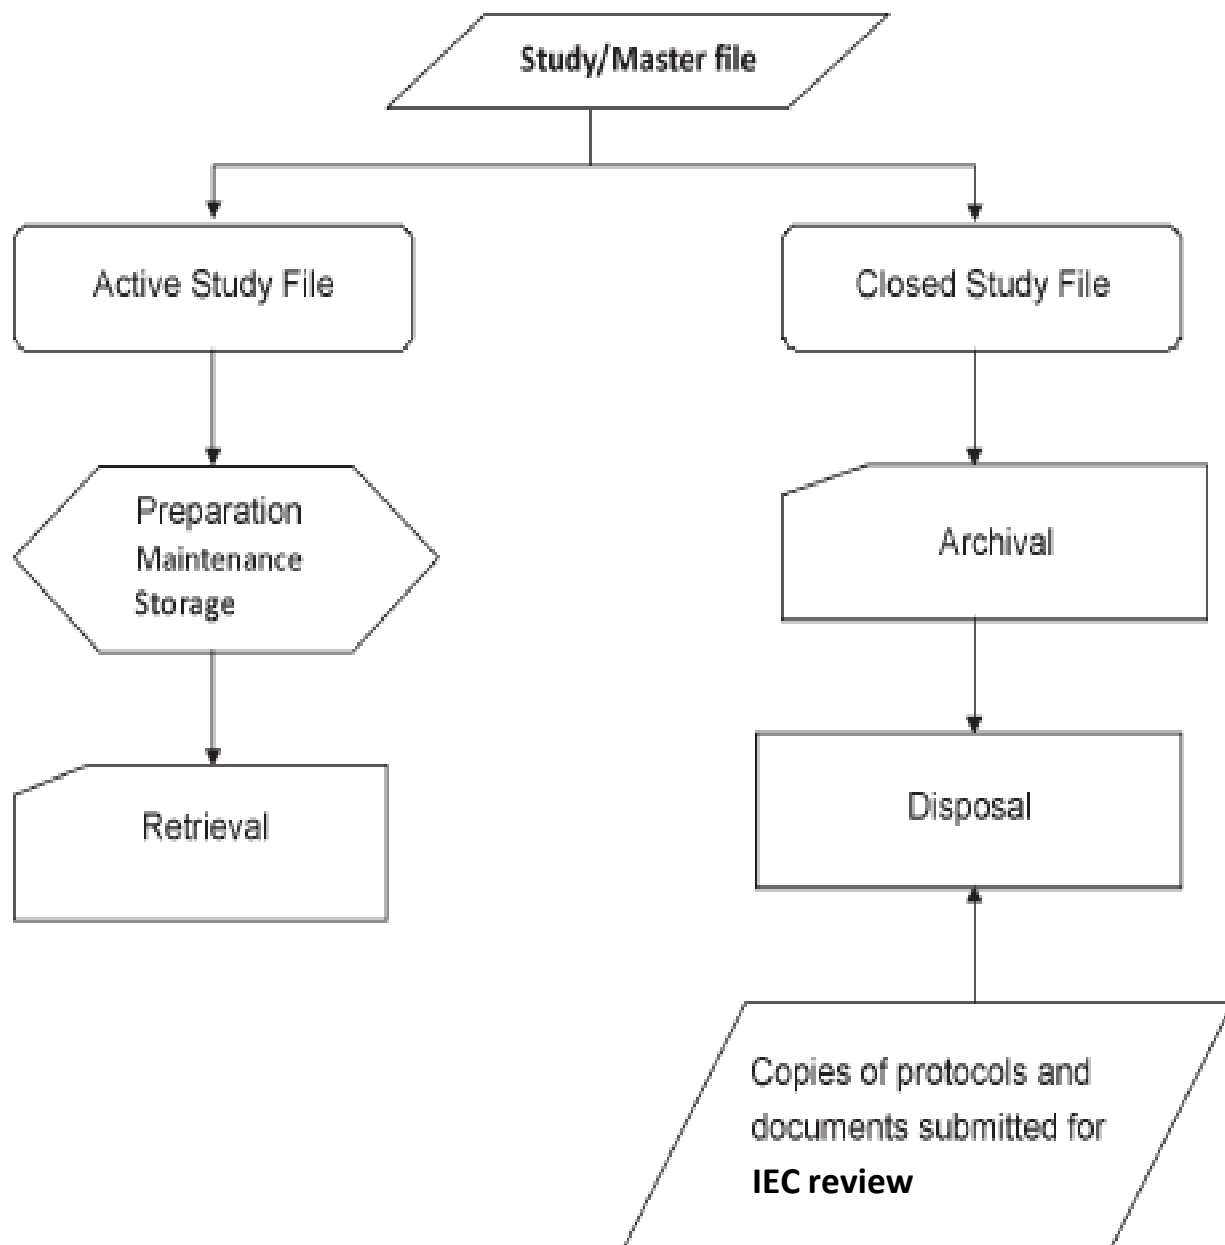 Study/Master file
Active Study File
Closed Study File
Preparation
Maintenance
Storage
Archival
Retrieval
Disposal
Copies of protocols and
documents submitted for
IEC review